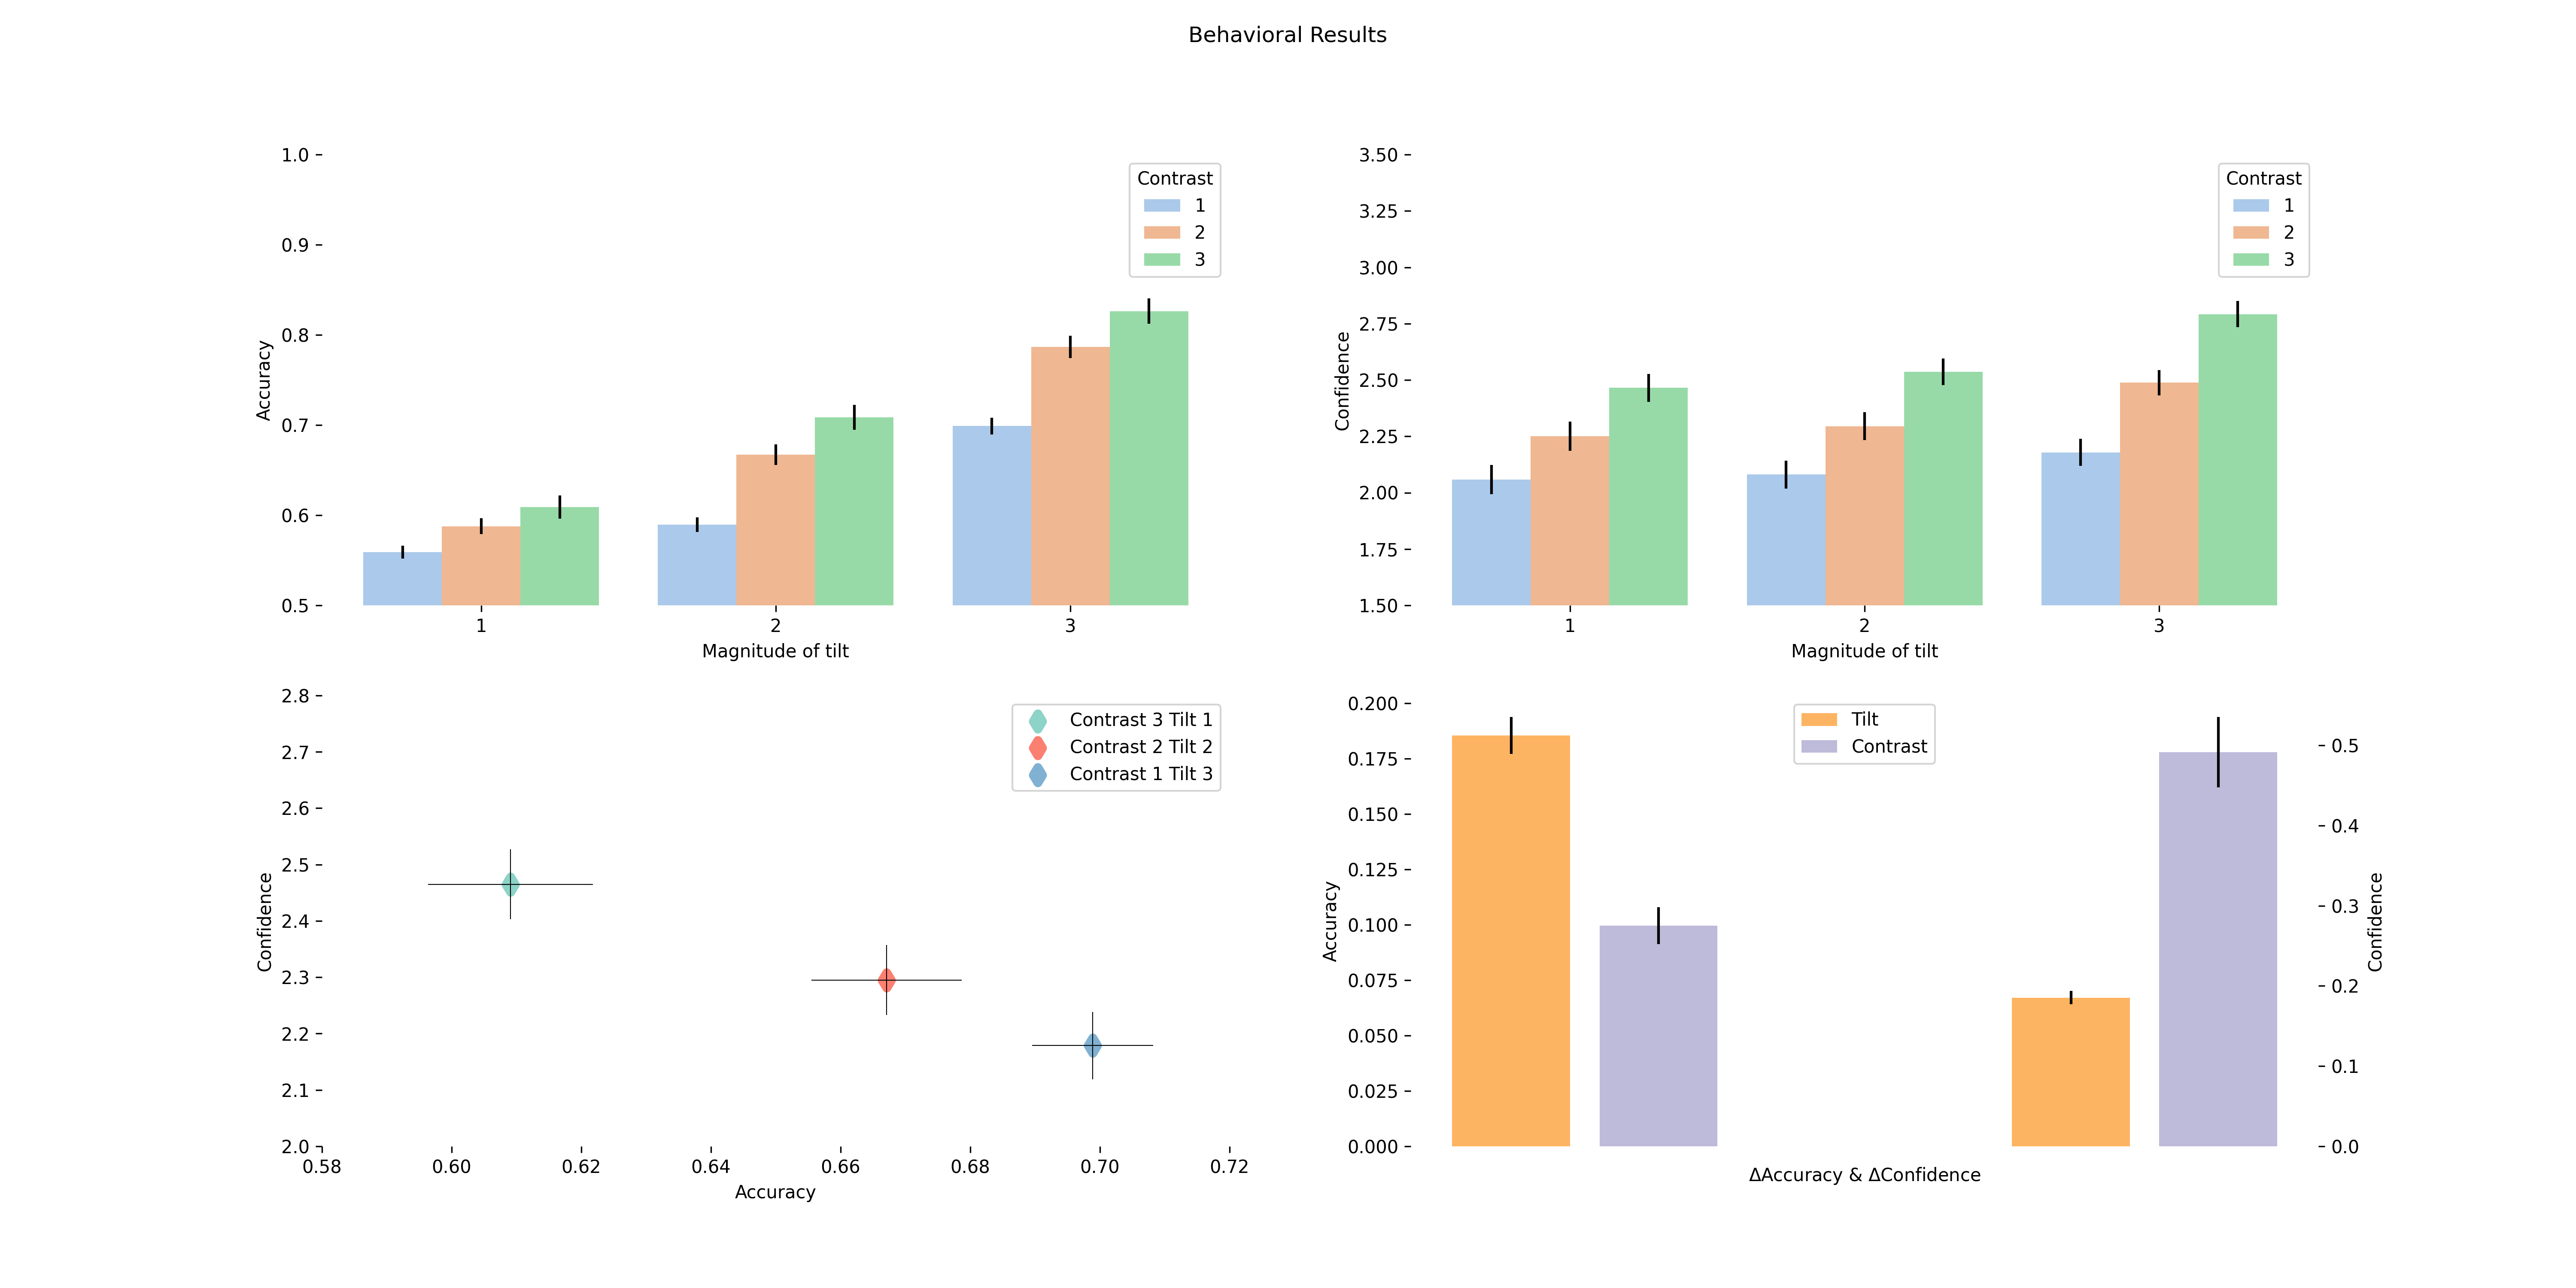 Behavioral Results
1.0
0.9
0.8
0.7
0.6
0.5
Accuracy
Contrast
1
2
3
1
2
3
Magnitude of tilt
3.50
3.25
3.00
2.75
2.50
2.25
2.00
1.75
1.50
Confidence
Contrast
1
2
3
1
2
3
Magnitude of tilt
2.8
2.7
2.6
2.5
2.4
2.3
2.2
2.1
2.0
Confidence
Contrast 3 Tilt 1
Contrast 2 Tilt 2
Contrast 1 Tilt 3
0.58 0.60 0.62 0.64 0.66 0.68 0.70 0.72
Accuracy
0.200
0.175
0.150
0.125
0.100
0.075
0.050
0.025
0.000
Accuracy
Tilt
Contrast
0.5
0.4
0.3
0.2
0.1
0.0
Confidence
ΔAccuracy & ΔConfidence